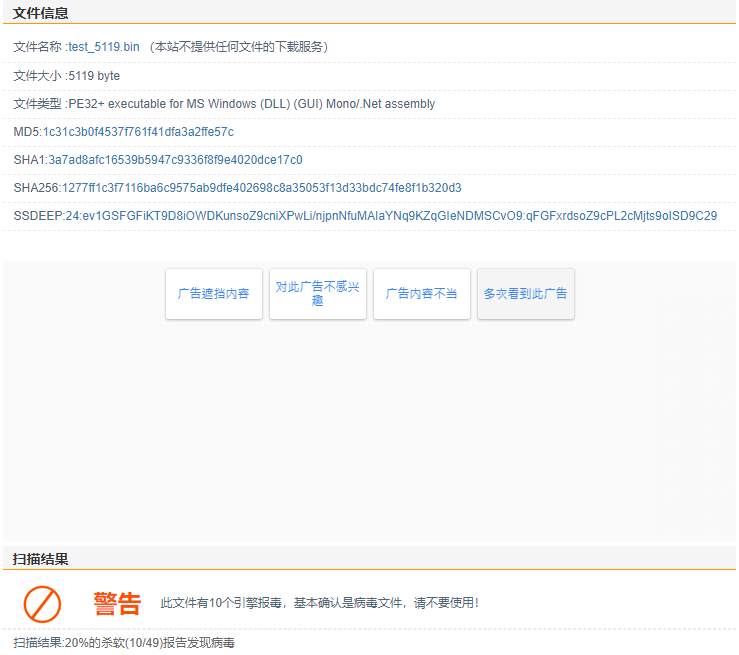 文件信息
文件名称 :test_5119.bin （本站不提供任何文件的下载服务）
文件大小 :5119 byte
文件类型 :PE32+ executable for MS Windows (DLL) (GUI) Mono/.Net assembly
MD5:1c31c3b0f4537f761f41dfa3a2ffe57c
SHA1:3a7ad8afc16539b5947c9336f8f9e4020dce17c0
SHA256:1277ff1c3f7116ba6c9575ab9dfe402698c8a35053f13d33bdc74fe8f1b320d3
SSDEEP:24:ev1GSFGFiKT9D8iOWDKunsoZ9cniXPwLi/njpnNfuMAIaYNq9KZqGIeNDMSCvO9:qFGFxrdsoZ9cPL2cMjts9oISD9C29
广告遮挡内容
对此广告不感兴
趣
广告内容不当
多次看到此广告
扫描结果
警告 此文件有10个引擎报毒，基本确认是病毒文件，请不要使用！
扫描结果:20%的杀软(10/49)报告发现病毒